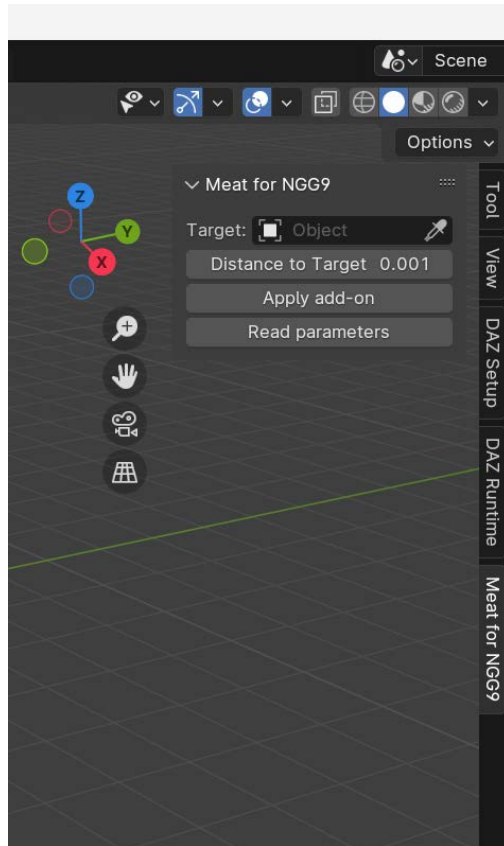 Scene
Options
Meat for NGG9
Target: Object
Distance to Target 0.001
Apply add-on
Read parameters
Z
Y
X
Tool
View
DAZ Setup
DAZ Runtime
Meat for NGG9